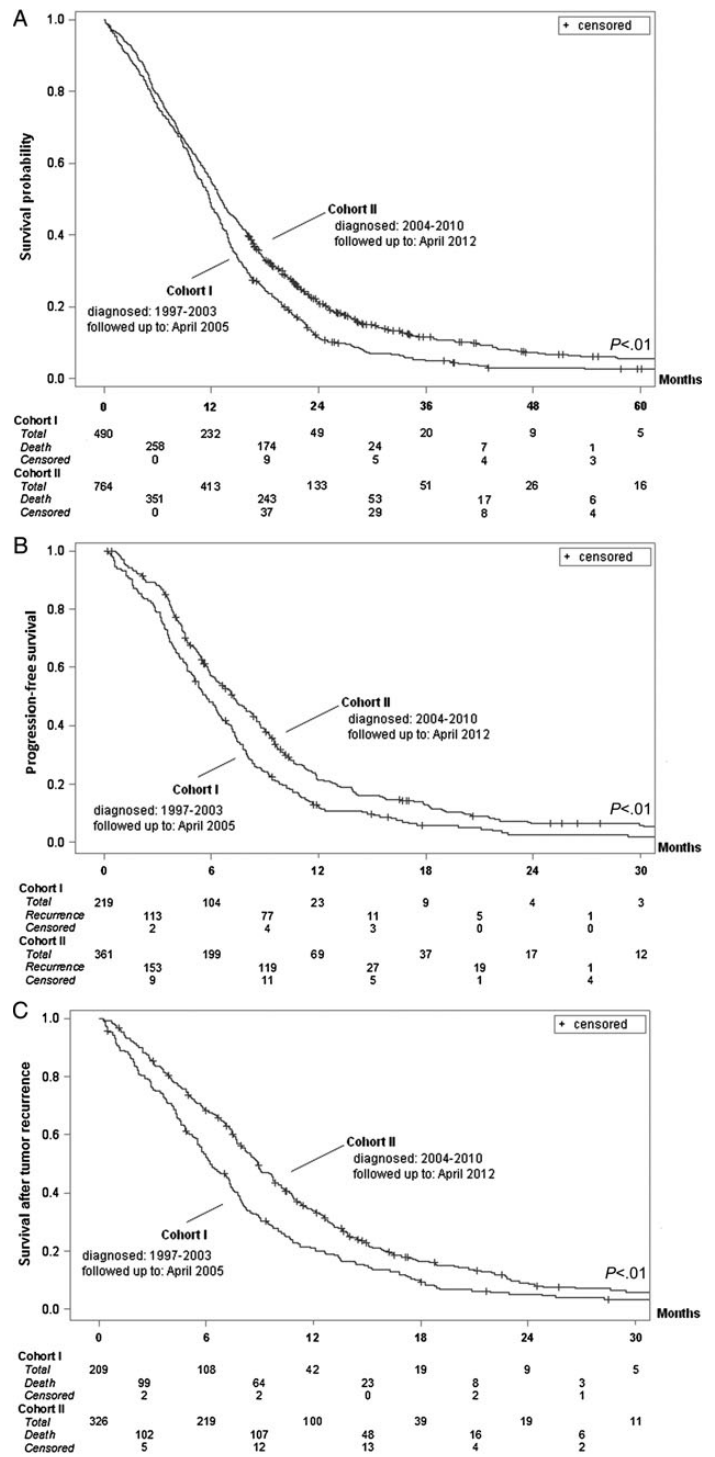 A
+ censored
Survival probability
1.0
0.8
0.6
0.4
0.2
0.0
Cohort II
diagnosed: 2004-2010
followed up to: April 2012
Cohort I
diagnosed: 1997-2003
followed up to: April 2005
P<.01
Months
0 12 24 36 48 60
Cohort I
Total 490 232 49 20 9 5
Death 258 174 24 7 1
Censored 0 9 5 4 3
Cohort II
Total 764 413 133 51 26 16
Death 351 243 53 17 6
Censored 0 37 29 8 4
B
+ censored
Progression-free survival
1.0
0.8
0.6
0.4
0.2
0.0
Cohort II
diagnosed: 2004-2010
followed up to: April 2012
Cohort I
diagnosed: 1997-2003
followed up to: April 2005
P<.01
Months
0 6 12 18 24 30
Cohort I
Total 219 104 23 9 4 3
Recurrence 113 77 11 5 1
Censored 2 4 3 0 0
Cohort II
Total 361 199 69 37 17 12
Recurrence 153 119 27 19 1
Censored 9 11 5 1 4
C
+ censored
Survival after tumor recurrence
1.0
0.8
0.6
0.4
0.2
0.0
Cohort II
diagnosed: 2004-2010
followed up to: April 2012
Cohort I
diagnosed: 1997-2003
followed up to: April 2005
P<.01
Months
0 6 12 18 24 30
Cohort I
Total 209 108 42 19 9 5
Death 99 64 23 8 3
Censored 2 2 0 2 1
Cohort II
Total 326 219 100 39 19 11
Death 102 107 48 16 6
Censored 5 12 13 4 2